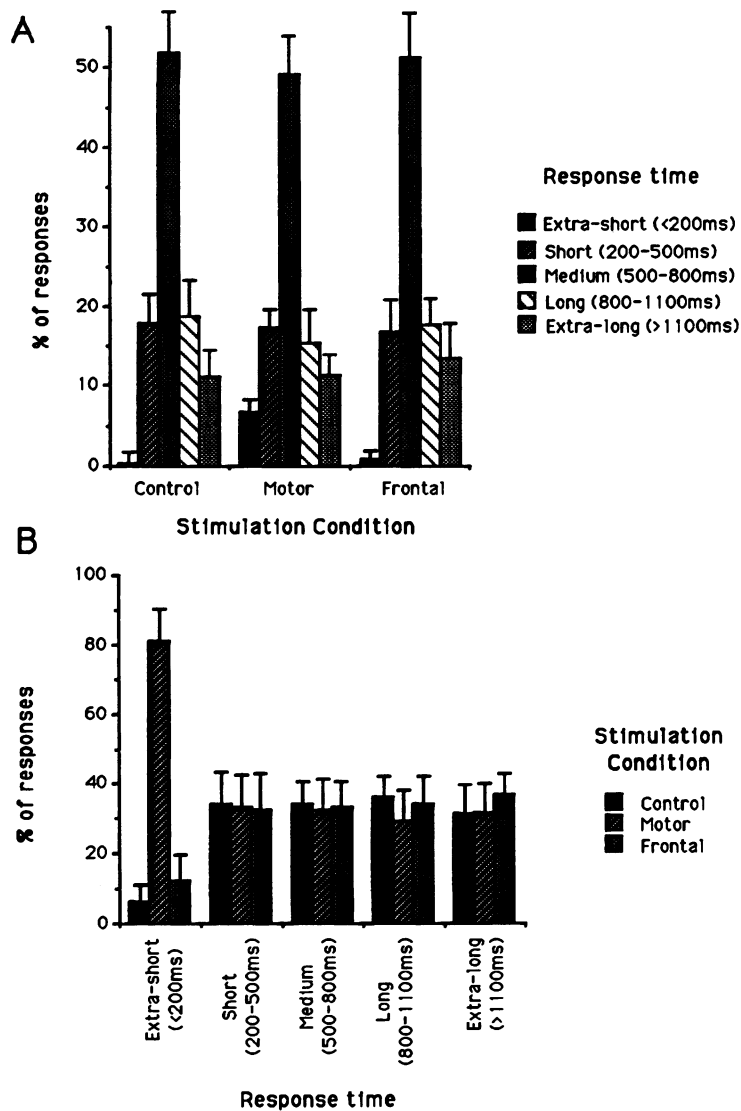 A
% of responses
50
40
30
20
10
0
Control Motor Frontal
Stimulation Condition
Response time
Extra-short (<200ms)
Short (200-500ms)
Medium (500-800ms)
Long (800-1100ms)
Extra-long (>1100ms)
B
% of responses
100
80
60
40
20
0
Extra-short
(<200ms)
Short
(200-500ms)
Medium
(500-800ms)
Long
(800-1100ms)
Extra-long
(>1100ms)
Response time
Stimulation
Condition
Control
Motor
Frontal